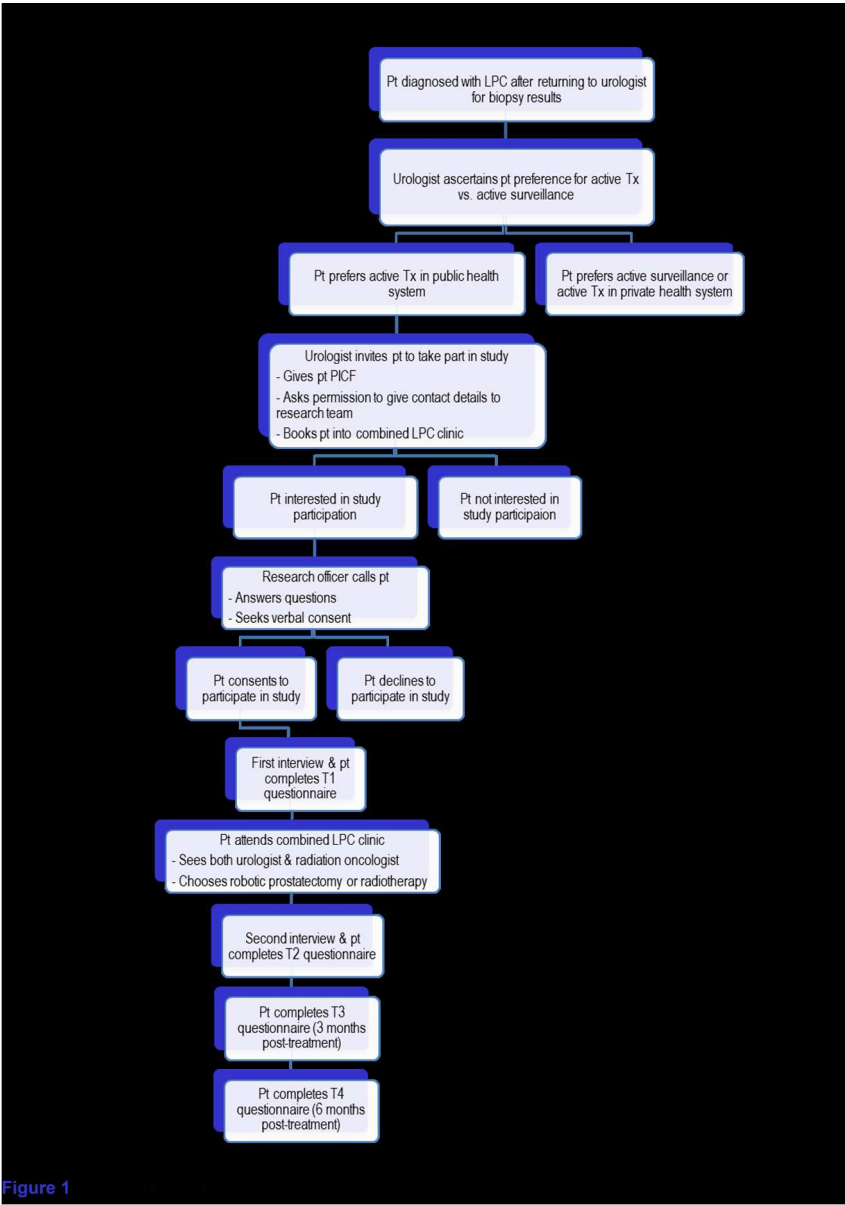 Pt diagnosed with LPC after returning to urologist
for biopsy results
Urologist ascertains pt preference for active Tx
vs. active surveillance
Pt prefers active Tx in public health
system
Pt prefers active surveillance or
active Tx in private health system
Urologist invites pt to take part in study
- Gives pt PICF
- Asks permission to give contact details to
research team
- Books pt into combined LPC clinic
Pt interested in study
participation
Pt not interested in
study participaion
Research officer calls pt
- Answers questions
- Seeks verbal consent
Pt consents to
participate in study
Pt declines to
participate in study
First interview & pt
completes T1
questionnaire
Pt attends combined LPC clinic
- Sees both urologist & radiation oncologist
- Chooses robotic prostatectomy or radiotherapy
Second interview & pt
completes T2 questionnaire
Pt completes T3
questionnaire (3 months
post-treatment)
Pt completes T4
questionnaire (6 months
post-treatment)
Figure 1